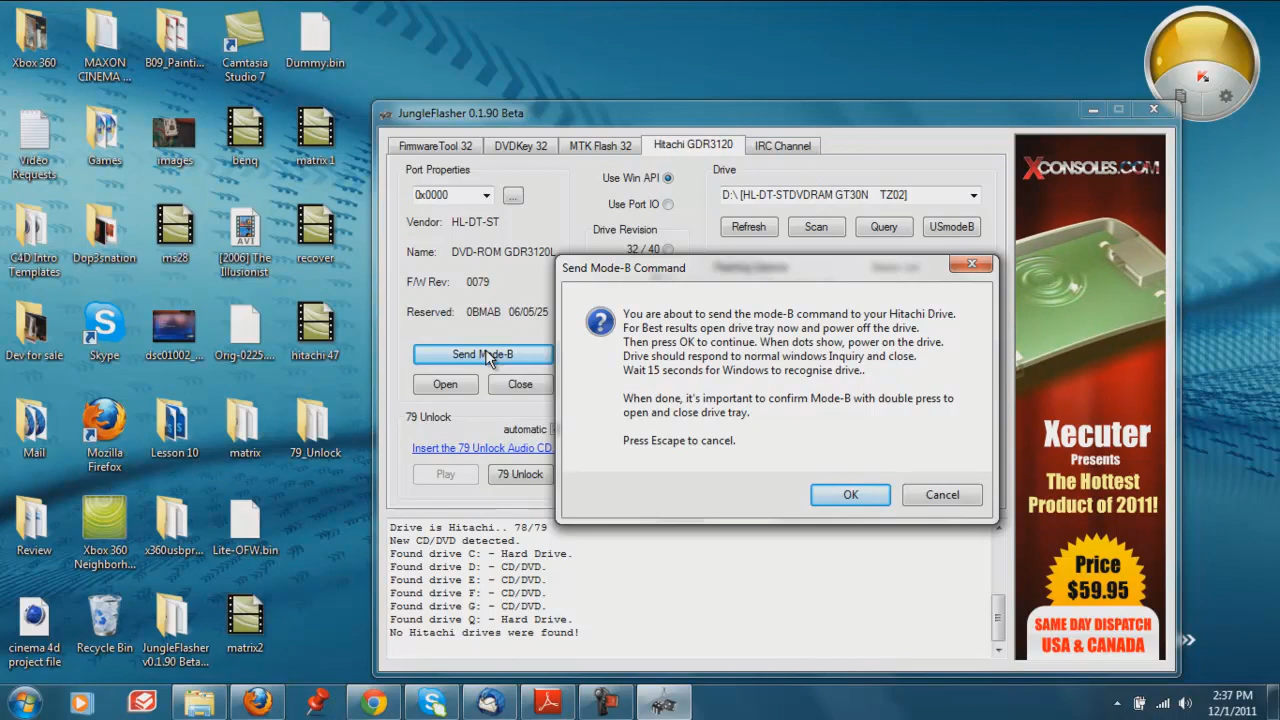 Xbox 360
MAXON
CINEMA ...
B09_Painti...
Camtasia
Studio 7
Dummy.bin
Video
Requests
Games
images
benq
matrix 1
C4D Intro
Templates
Dop3snation
ms28
[2006] The
Illusionist
recover
Dev for sale
Skype
dsc01002_...
Orig-0225....
hitachi 47
Mail
Mozilla
Firefox
Lesson 10
matrix
79_Unlock
Review
Xbox 360
Neighborh...
x360usbpr...
Lite-OFW.bin
cinema 4d
project file
Recycle Bin
JungleFlasher
v0.1.90 Beta...
matrix2
JungleFlasher 0.1.90 Beta
FirmwareTool 32
DVDKey 32
MTK Flash 32
Hitachi GDR3120
IRC Channel
Port Properties
0x0000
...
Vendor: HL-DT-ST
Name: DVD-ROM GDR3120L
F/W Rev: 0079
Reserved: 0BMAB 06/05/25
Send Mode-B
Open
Close
79 Unlock
automatic
Insert the 79 Unlock Audio CD
Play
79 Unlock
Use Win API
Use Port IO
Drive Revision
32 / 40
Drive
D:\ [HL-DT-STDVDRAM GT30N TZ02]
Refresh
Scan
Query
USmodeB
Send Mode-B Command
You are about to send the mode-B command to your Hitachi Drive.
For Best results open drive tray now and power off the drive.
Then press OK to continue. When dots show, power on the drive.
Drive should respond to normal windows Inquiry and close.
Wait 15 seconds for Windows to recognise drive..
When done, it's important to confirm Mode-B with double press to
open and close drive tray.
Press Escape to cancel.
OK
Cancel
Drive is Hitachi.. 78/79
New CD/DVD detected.
Found drive C: - Hard Drive.
Found drive D: - CD/DVD.
Found drive E: - CD/DVD.
Found drive F: - CD/DVD.
Found drive G: - CD/DVD.
Found drive Q: - Hard Drive.
No Hitachi drives were found!
XCONSOLES.COM
Xecuter
Presents
The Hottest
Product of 2011!
Price
$59.95
SAME DAY DISPATCH
USA & CANADA
2:37 PM
12/1/2011